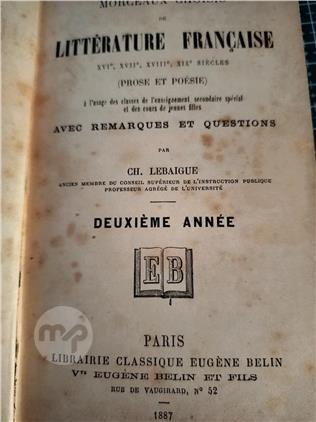 MORCEAUX CHOISIS
DE
LITTÉRATURE FRANÇAISE
XVIe, XVIIe, XVIIIe, XIXe SIÈCLES
(PROSE ET POÉSIE)
à l'usage des classes de l'enseignement secondaire spécial
et des cours de jeunes filles
AVEC REMARQUES ET QUESTIONS
PAR
CH. LEBAIGUE
ANCIEN MEMBRE DU CONSEIL SUPÉRIEUR DE L'INSTRUCTION PUBLIQUE
PROFESSEUR AGRÉGÉ DE L'UNIVERSITÉ
DEUXIÈME ANNÉE
EB
mp
PARIS
LIBRAIRIE CLASSIQUE EUGÈNE BELIN
Vve EUGÈNE BELIN ET FILS
RUE DE VAUGIRARD, No 52
1887